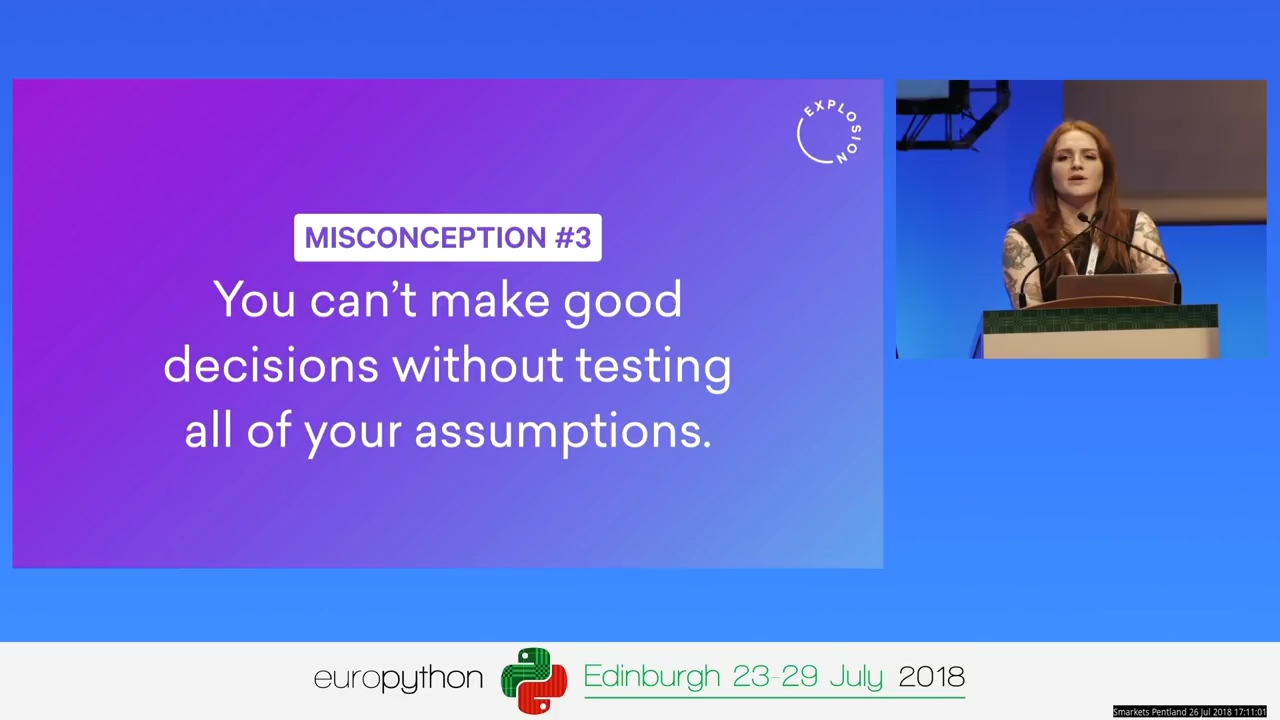 EXPLOSION
MISCONCEPTION #3
You can’t make good
decisions without testing
all of your assumptions.
europython
Edinburgh 23-29 July 2018
Smarkets Pentland 26 Jul 2018 17:11:01